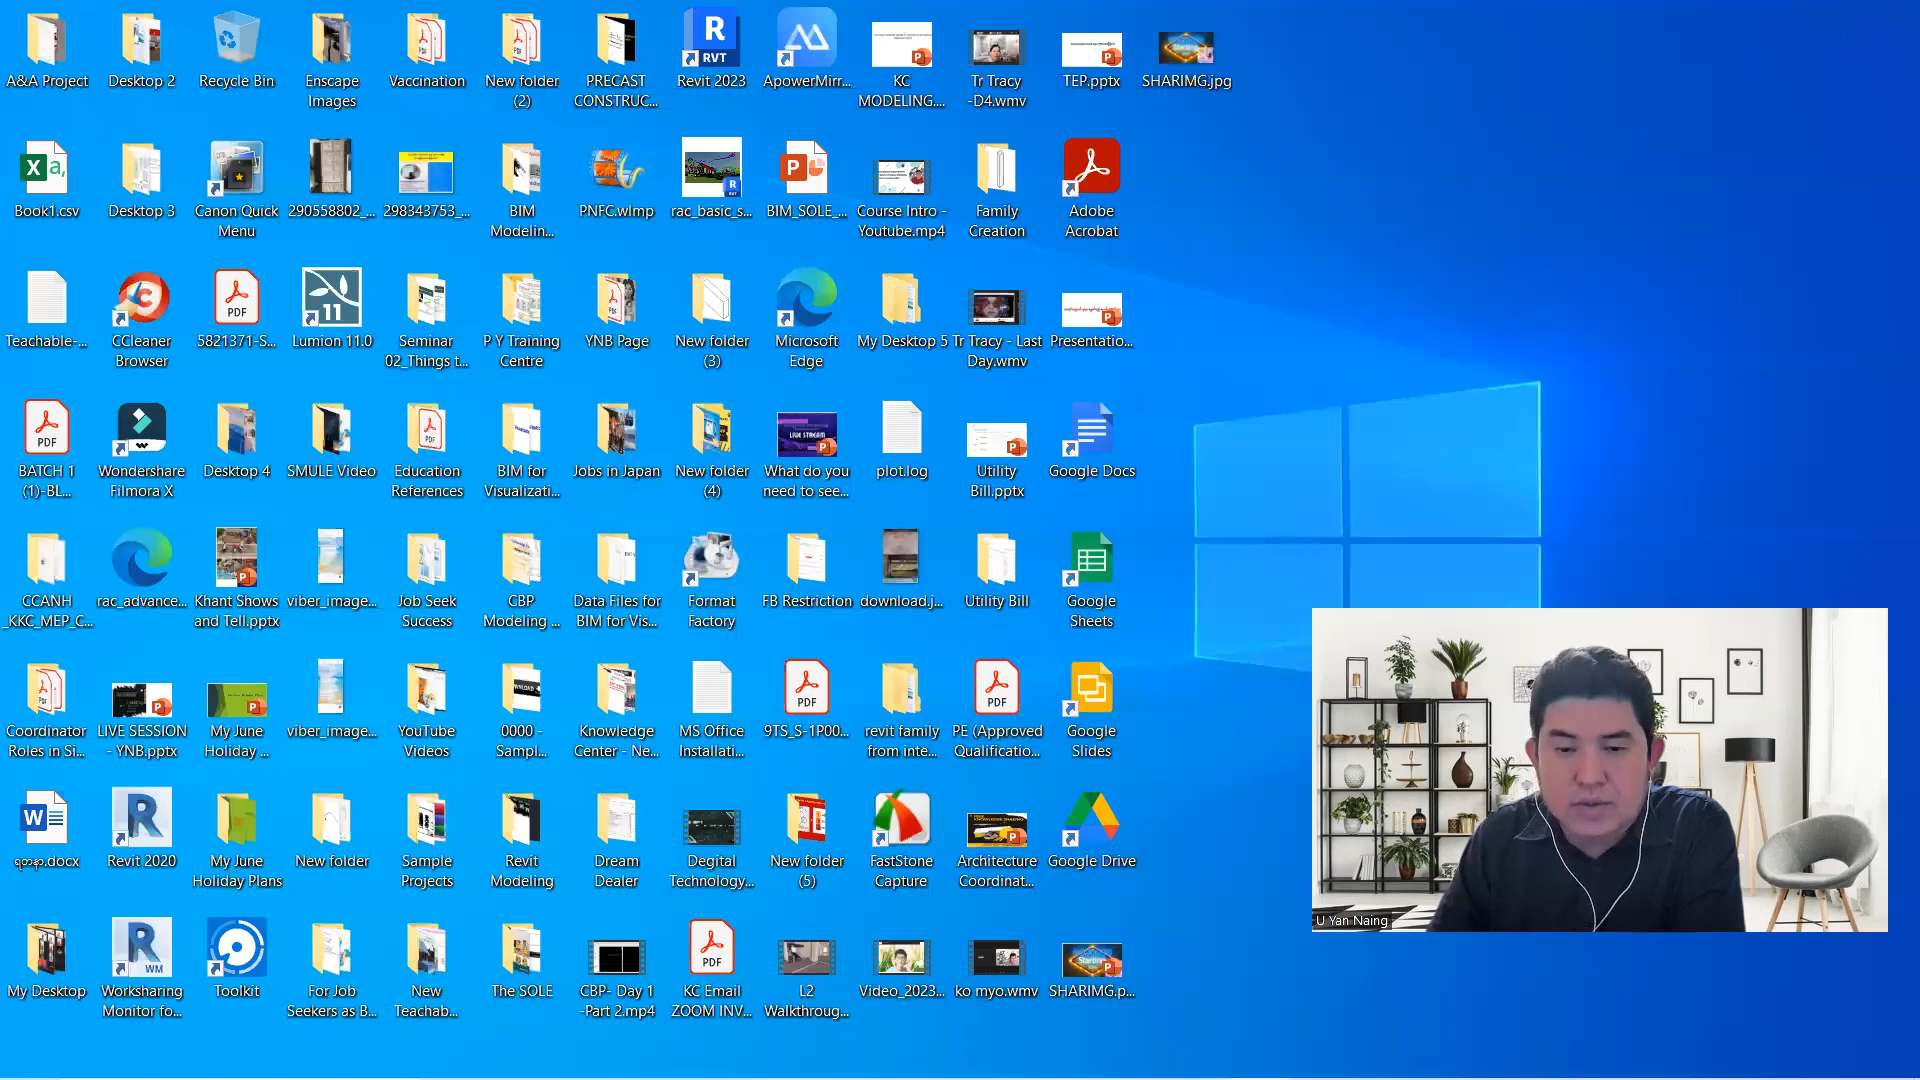 A&A Project
Desktop 2
Recycle Bin
Enscape
Images
Vaccination
New folder
(2)
PRECAST
CONSTRUC...
Revit 2023
ApowerMirr...
KC
MODELING....
Tr Tracy
-D4.wmv
TEP.pptx
SHARIMG.jpg
Book1.csv
Desktop 3
Canon Quick
Menu
290558802_...
298343753_...
BIM
Modelin...
PNFC.wlmp
rac_basic_s...
BIM_SOLE_...
Course Intro -
Youtube.mp4
Family
Creation
Adobe
Acrobat
Teachable-...
CCleaner
Browser
5821371-S...
Lumion 11.0
Seminar
02_Things t...
P Y Training
Centre
YNB Page
New folder
(3)
Microsoft
Edge
My Desktop 5
Tr Tracy - Last
Day.wmv
Presentatio...
BATCH 1
(1)-BL...
Wondershare
Filmora X
Desktop 4
SMULE Video
Education
References
BIM for
Visualizati...
Jobs in Japan
New folder
(4)
What do you
need to see...
plot.log
Utility
Bill.pptx
Google Docs
CCANH
_KKC_MEP_C...
rac_advance...
Khant Shows
and Tell.pptx
viber_image...
Job Seek
Success
CBP
Modeling ...
Data Files for
BIM for Vis...
Format
Factory
FB Restriction
download.j...
Utility Bill
Google
Sheets
Coordinator
Roles in Si...
LIVE SESSION
- YNB.pptx
My June
Holiday ...
viber_image...
YouTube
Videos
0000 -
Sampl...
Knowledge
Center - Ne...
MS Office
Installati...
9TS_S-1P00...
revit family
from inte...
PE (Approved
Qualificatio...
Google
Slides
ရတနာ.docx
Revit 2020
My June
Holiday Plans
New folder
Sample
Projects
Revit
Modeling
Dream
Dealer
Degital
Technology...
New folder
(5)
FastStone
Capture
Architecture
Coordinat...
Google Drive
U Yan Naing
My Desktop
Worksharing
Monitor fo...
Toolkit
For Job
Seekers as B...
New
Teachab...
The SOLE
CBP- Day 1
-Part 2.mp4
KC Email
ZOOM INV...
L2
Walkthroug...
Video_2023...
ko myo.wmv
SHARIMG.p...